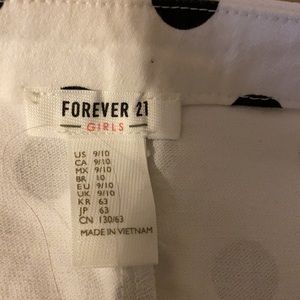 FOREVER 21
GIRLS
US 9/10
CA 9/10
MX 9/10
BR 10
EU 9/10
UK 9/10
KR 63
JP 63
CN 130/63
MADE IN VIETNAM